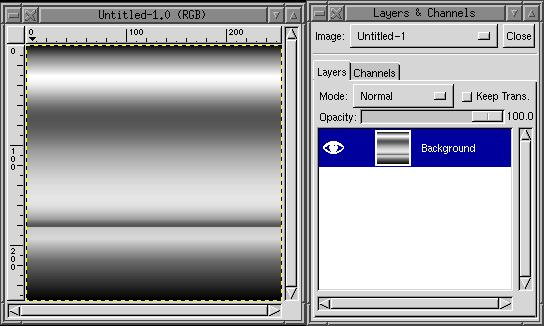 Untitled-1.0 (RGB)
0 100 200
0
100
200
Layers & Channels
Image: Untitled-1 Close
Layers Channels
Mode: Normal Keep Trans.
Opacity: 100.0
Background